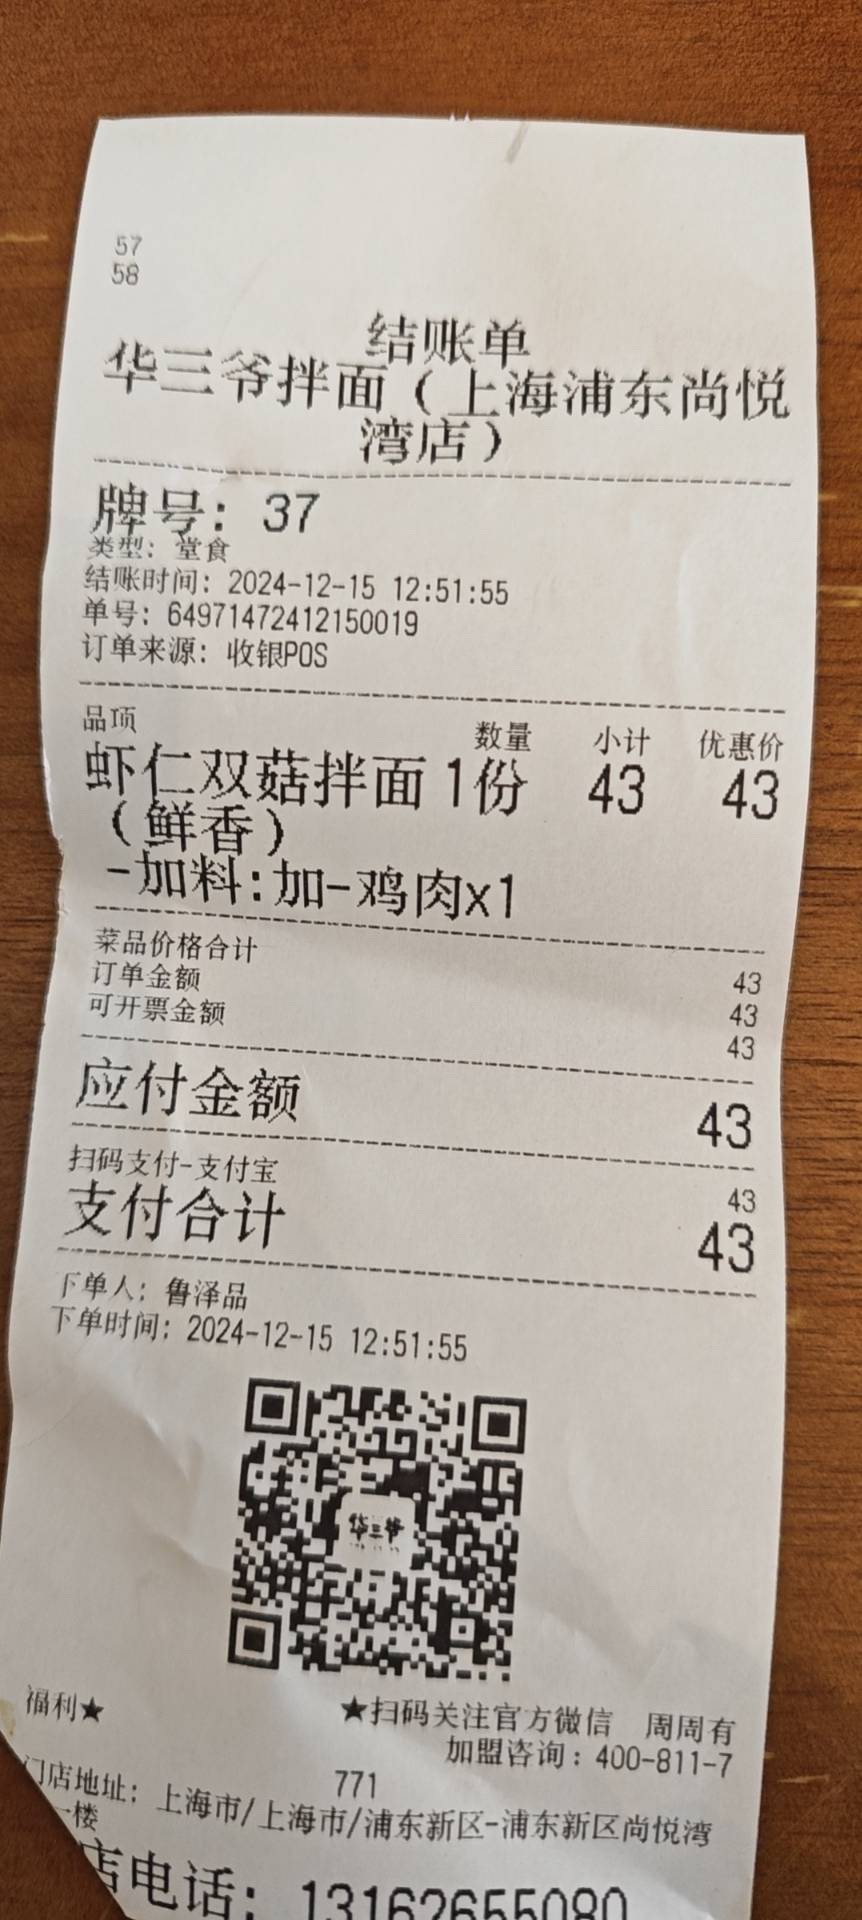 57
58
结账单
华三爷拌面（上海浦东尚悦
湾店）
牌号：37
类型：堂食
结账时间：2024-12-15 12:51:55
单号：64971472412150019
订单来源：收银POS
品项 数量 小计 优惠价
虾仁双菇拌面 1份 43 43
（鲜香）
-加料:加-鸡肉x1
菜品价格合计 43
订单金额 43
可开票金额 43
应付金额 43
扫码支付-支付宝 43
支付合计 43
下单人：鲁泽品
下单时间：2024-12-15 12:51:55
华三爷
★扫码关注官方微信 周周有
福利★
加盟咨询：400-811-7
771
门店地址：上海市/上海市/浦东新区-浦东新区尚悦湾
一楼
店电话：13162655080